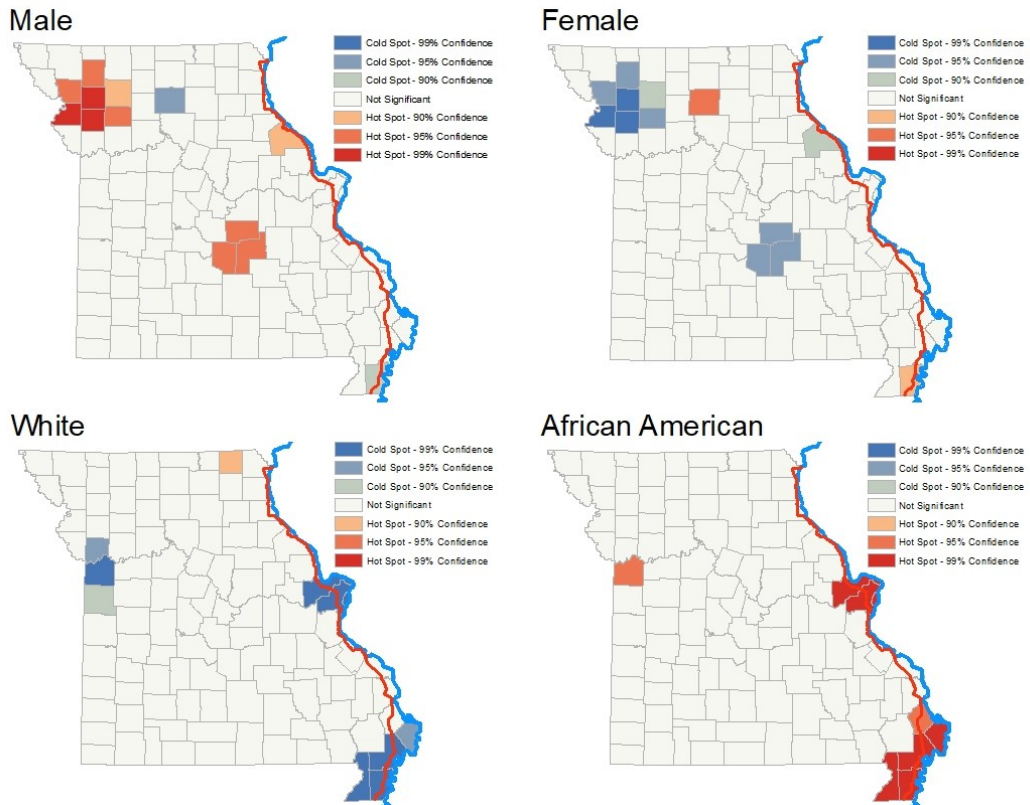 Male
Cold Spot - 99% Confidence
Cold Spot - 95% Confidence
Cold Spot - 90% Confidence
Not Significant
Hot Spot - 90% Confidence
Hot Spot - 95% Confidence
Hot Spot - 99% Confidence
Female
Cold Spot - 99% Confidence
Cold Spot - 95% Confidence
Cold Spot - 90% Confidence
Not Significant
Hot Spot - 90% Confidence
Hot Spot - 95% Confidence
Hot Spot - 99% Confidence
White
Cold Spot - 99% Confidence
Cold Spot - 95% Confidence
Cold Spot - 90% Confidence
Not Significant
Hot Spot - 90% Confidence
Hot Spot - 95% Confidence
Hot Spot - 99% Confidence
African American
Cold Spot - 99% Confidence
Cold Spot - 95% Confidence
Cold Spot - 90% Confidence
Not Significant
Hot Spot - 90% Confidence
Hot Spot - 95% Confidence
Hot Spot - 99% Confidence